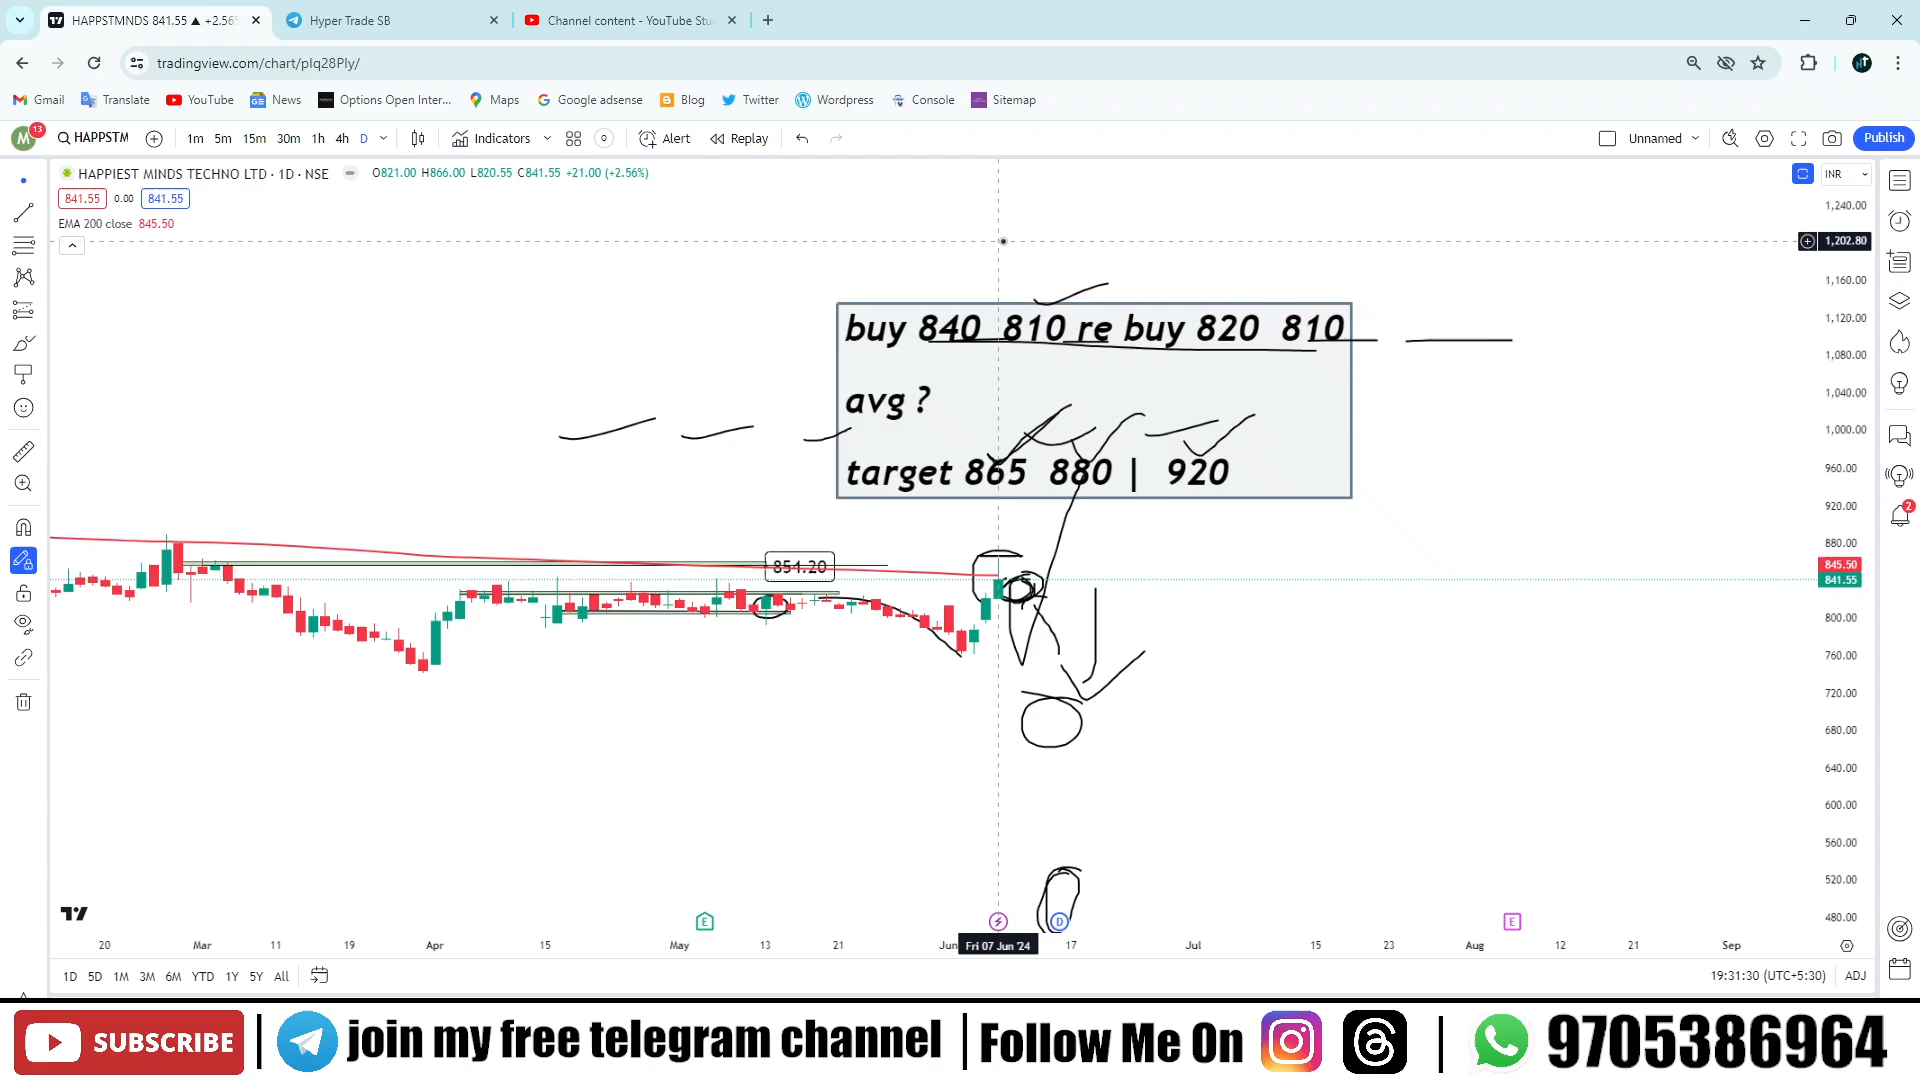 HAPPSTMNDS 841.55 ▲ +2.56%
Hyper Trade SB
Channel content - YouTube Stu
tradingview.com/chart/plq28Ply/
Gmail Translate YouTube News Options Open Inter... Maps Google adsense Blog Twitter Wordpress Console Sitemap
M 13 HAPPSTM 1m 5m 15m 30m 1h 4h D Indicators Alert Replay Unnamed Publish
HAPPIEST MINDS TECHNO LTD · 1D · NSE O821.00 H866.00 L820.55 C841.55 +21.00 (+2.56%) INR
841.55 0.00 841.55
EMA 200 close 845.50
1,240.00
1,202.80
1,160.00
1,120.00
1,080.00
1,040.00
1,000.00
960.00
920.00
880.00
845.50
841.55
800.00
760.00
720.00
680.00
640.00
600.00
560.00
520.00
480.00
buy 840 810 re buy 820 810
avg ?
target 865 880 | 920
854.20
2
E D E
20 Mar 11 19 Apr 15 May 13 21 Jun Fri 07 Jun '24 17 Jul 15 23 Aug 12 21 Sep
1D 5D 1M 3M 6M YTD 1Y 5Y All 19:31:30 (UTC+5:30) ADJ
SUBSCRIBE | join my free telegram channel | Follow Me On | 9705386964